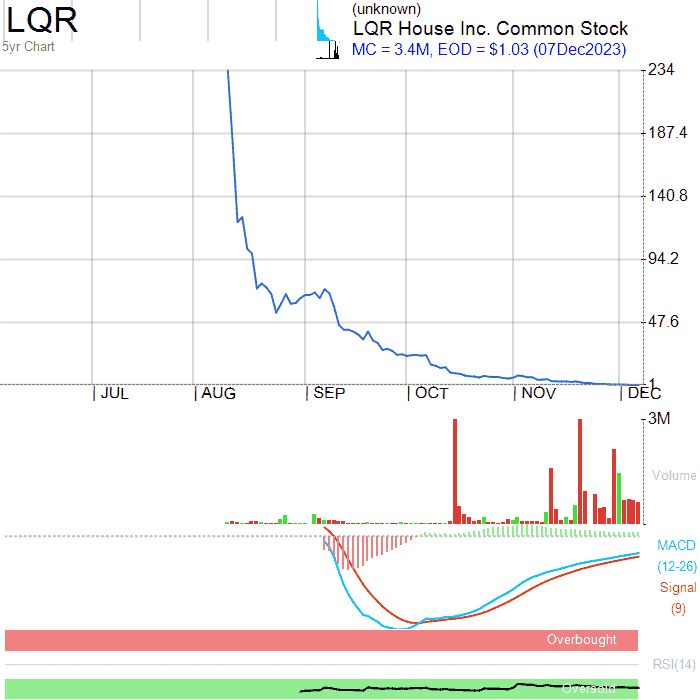 LQR
5yr Chart
(unknown)
LQR House Inc. Common Stock
MC = 3.4M, EOD = $1.03 (07Dec2023)
234
187.4
140.8
94.2
47.6
1
JUL AUG SEP OCT NOV DEC
3M
Volume
MACD
(12-26)
Signal
(9)
Overbought
RSI(14)
Oversold